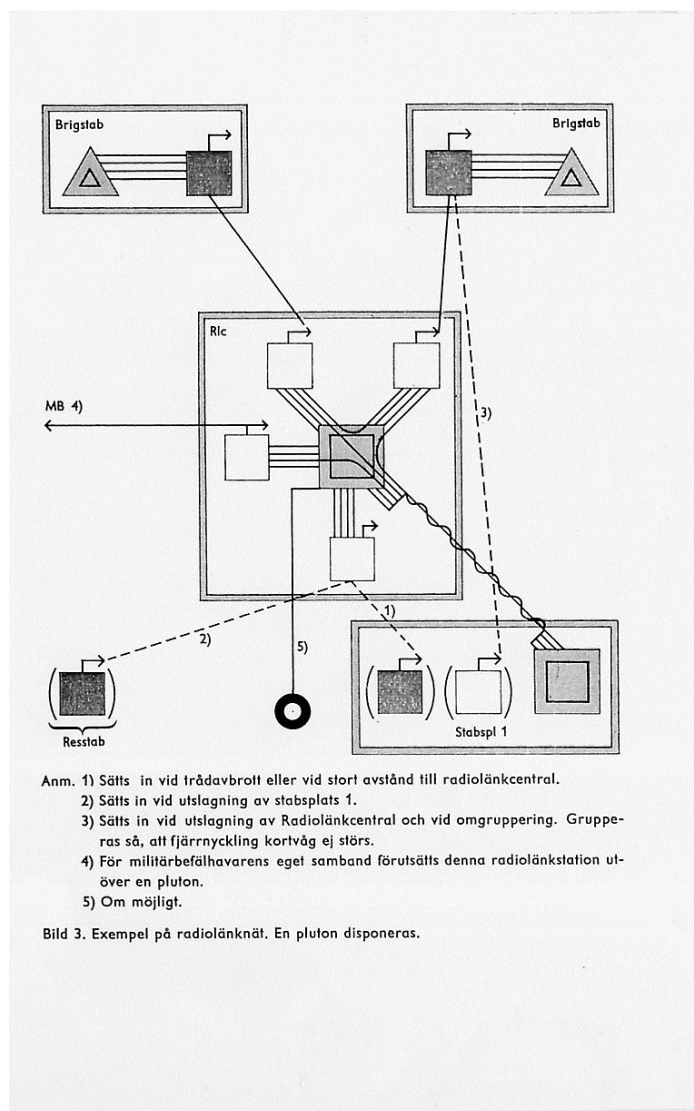 Brigstab
Brigstab
Rlc
MB 4)
3)
1)
2)
5)
Resstab
Stabspl 1
Anm. 1) Sätts in vid trådavbrott eller vid stort avstånd till radiolänkcentral.
2) Sätts in vid utslagning av stabsplats 1.
3) Sätts in vid utslagning av Radiolänkcentral och vid omgruppering. Gruppe-
ras så, att fjärrnyckling kortvåg ej störs.
4) För militärbefälhavarens eget samband förutsätts denna radiolänkstation ut-
över en pluton.
5) Om möjligt.
Bild 3. Exempel på radiolänknät. En pluton disponeras.